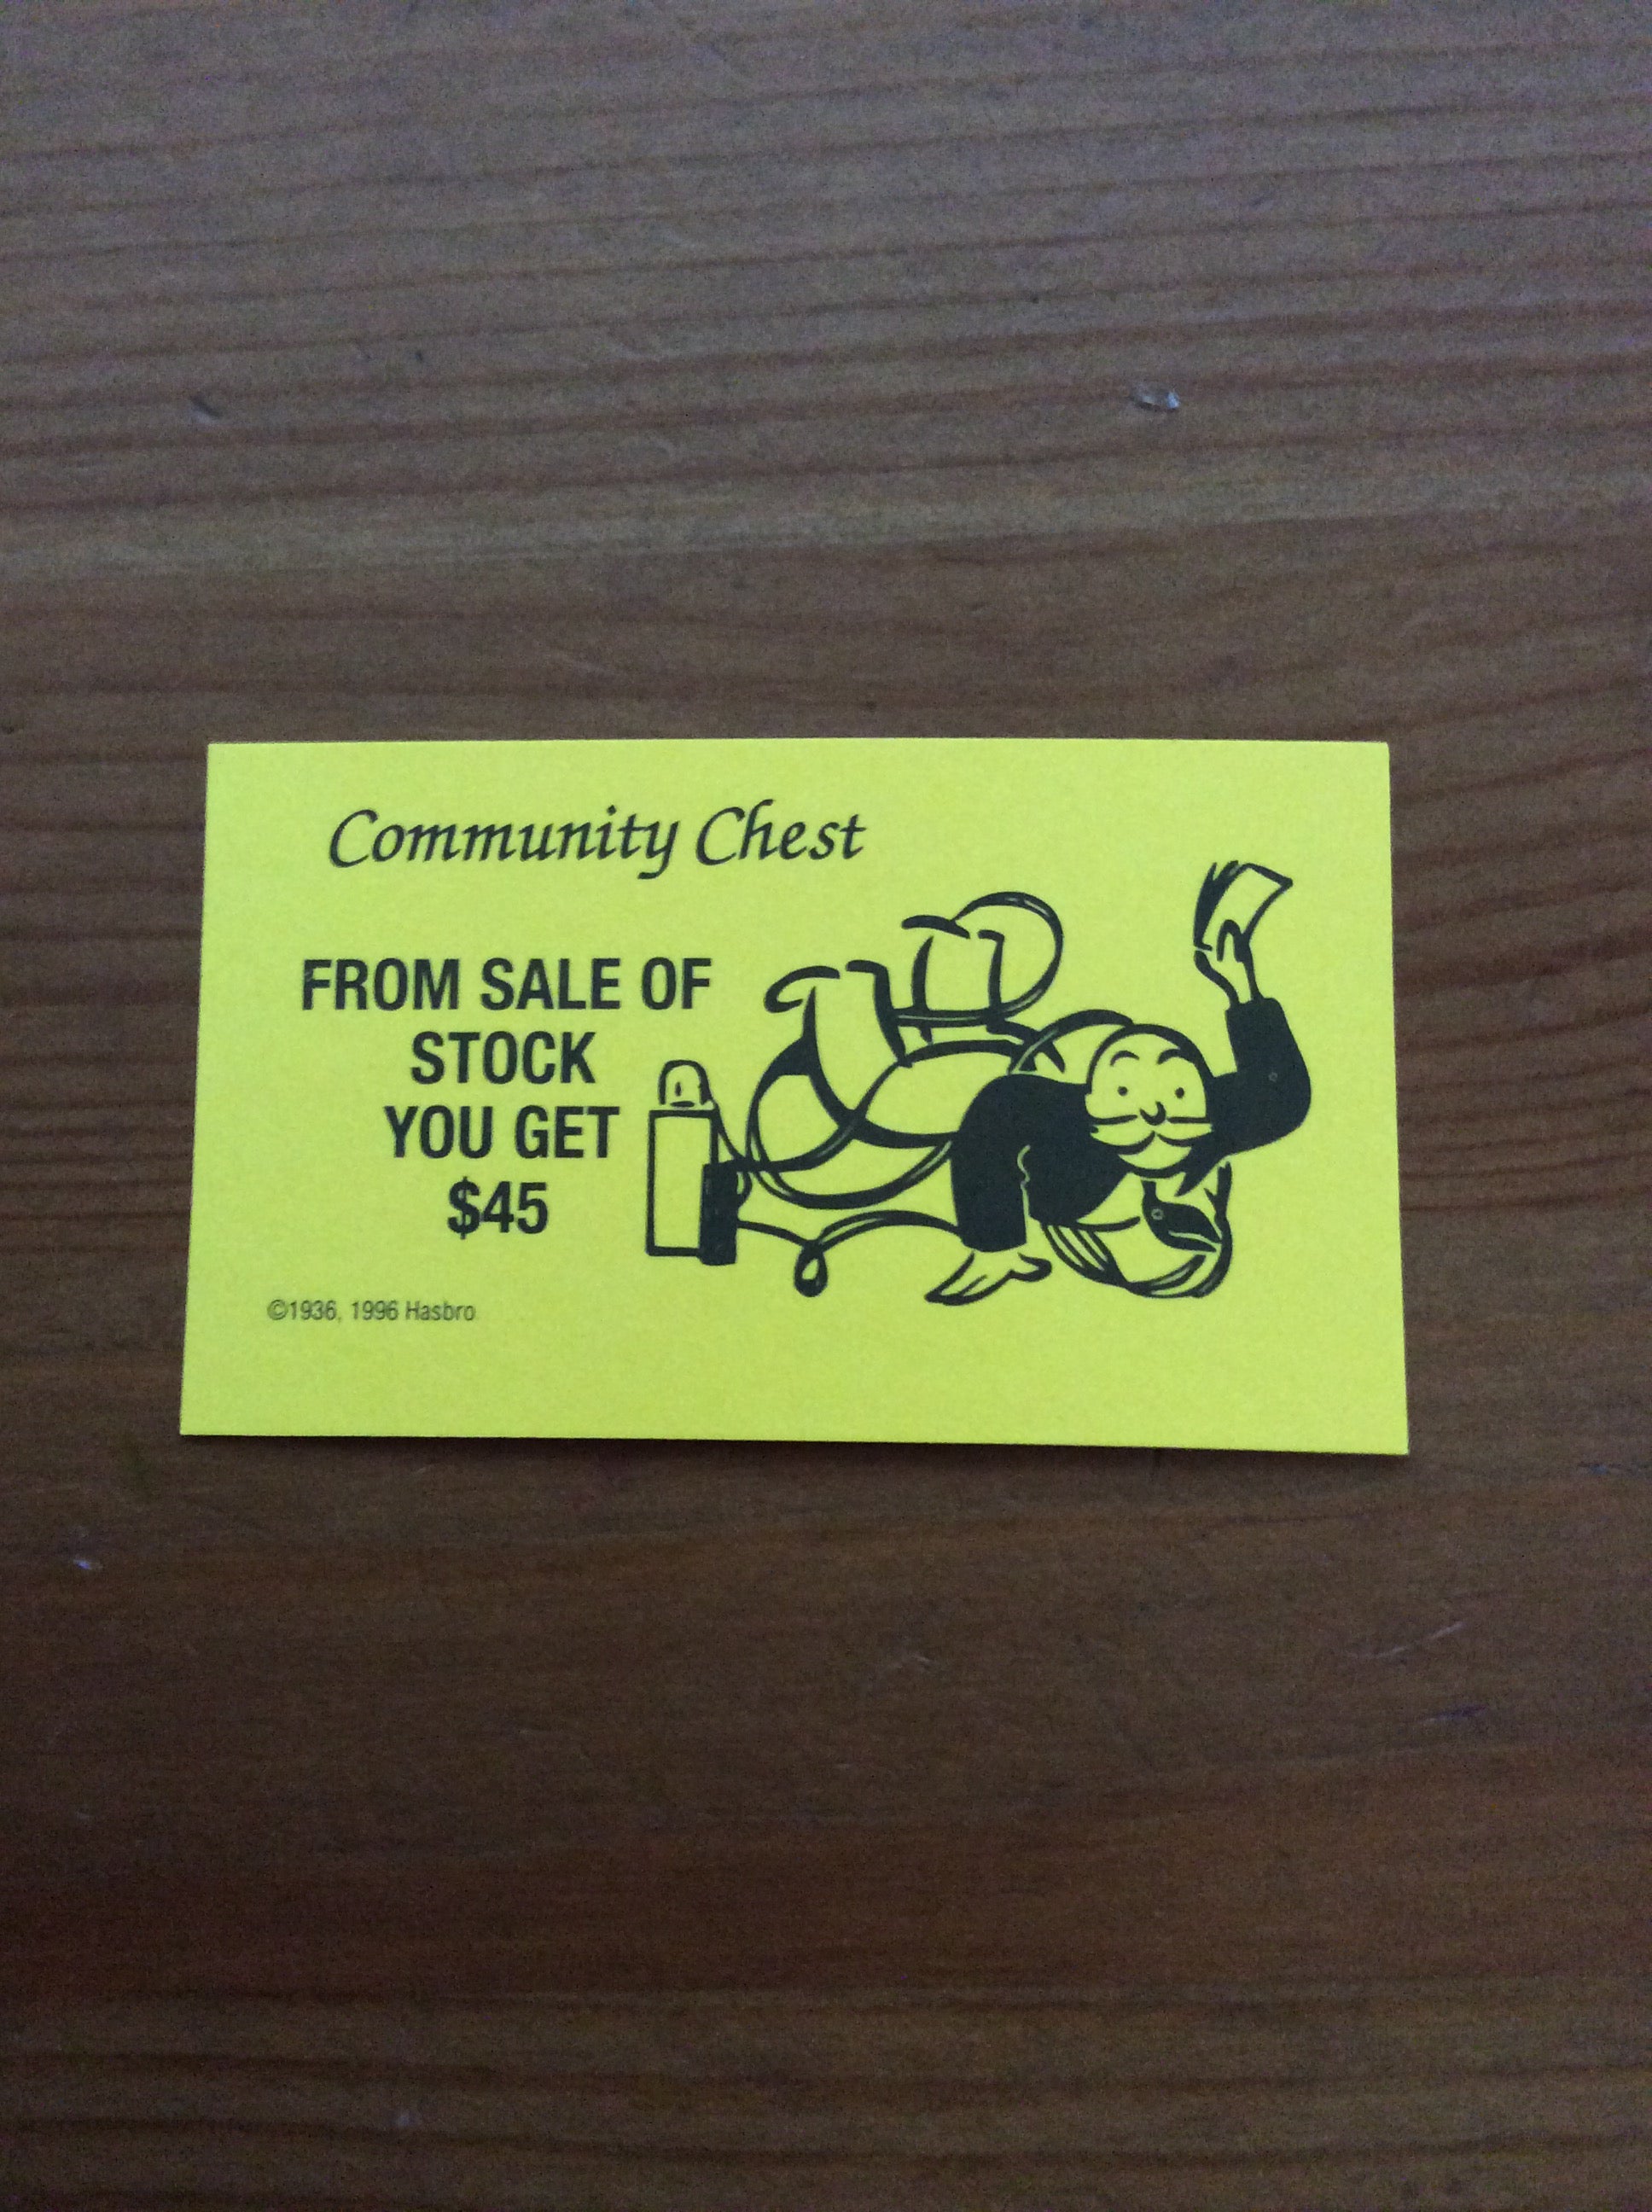 Community Chest
FROM SALE OF
STOCK
YOU GET
$45
©1936, 1996 Hasbro